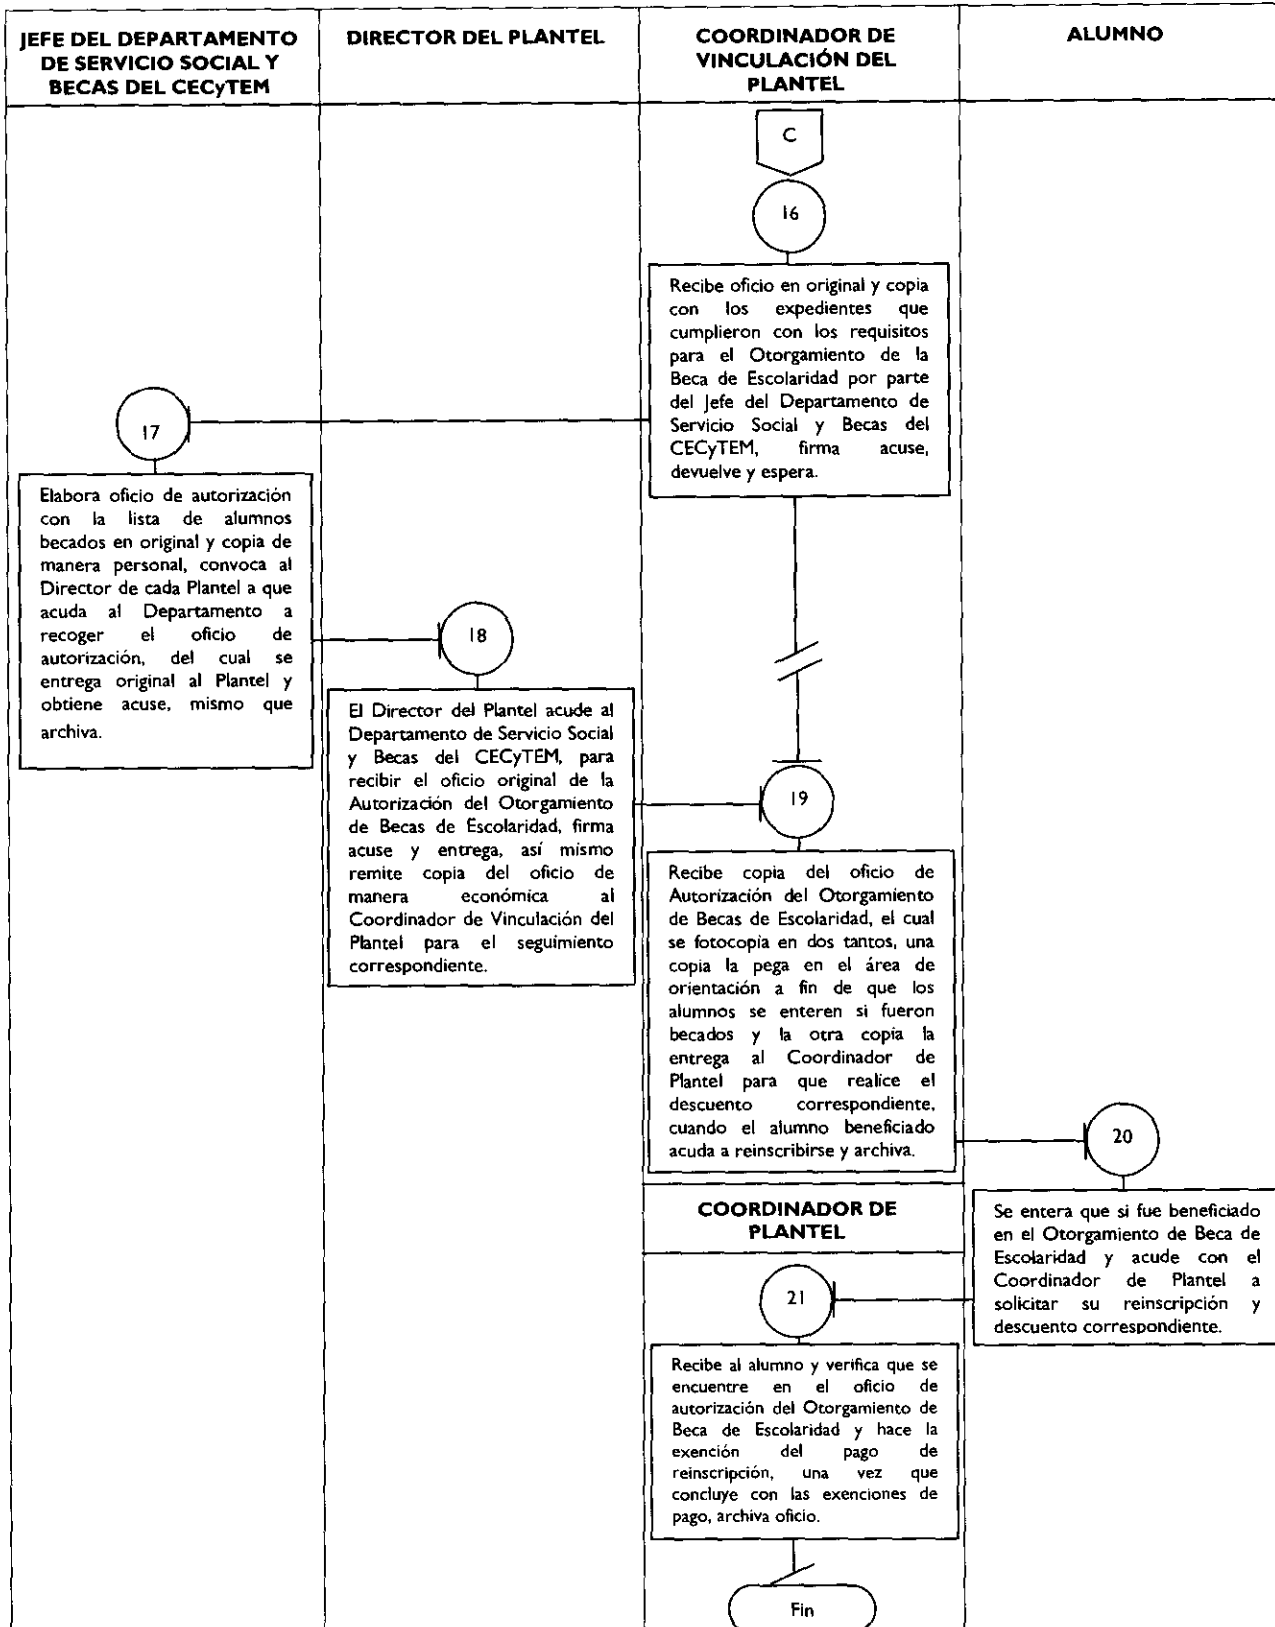 JEFE DEL DEPARTAMENTO
DE SERVICIO SOCIAL Y
BECAS DEL CECyTEM
DIRECTOR DEL PLANTEL
COORDINADOR DE
VINCULACIÓN DEL
PLANTEL
ALUMNO
C
16
Recibe oficio en original y copia
con los expedientes que
cumplieron con los requisitos
para el Otorgamiento de la
Beca de Escolaridad por parte
del Jefe del Departamento de
Servicio Social y Becas del
CECyTEM, firma acuse,
devuelve y espera.
17
Elabora oficio de autorización
con la lista de alumnos
becados en original y copia de
manera personal, convoca al
Director de cada Plantel a que
acuda al Departamento a
recoger el oficio de
autorización, del cual se
entrega original al Plantel y
obtiene acuse, mismo que
archiva.
18
El Director del Plantel acude al
Departamento de Servicio Social
y Becas del CECyTEM, para
recibir el oficio original de la
Autorización del Otorgamiento
de Becas de Escolaridad, firma
acuse y entrega, así mismo
remite copia del oficio de
manera económica al
Coordinador de Vinculación del
Plantel para el seguimiento
correspondiente.
19
Recibe copia del oficio de
Autorización del Otorgamiento
de Becas de Escolaridad, el cual
se fotocopia en dos tantos, una
copia la pega en el área de
orientación a fin de que los
alumnos se enteren si fueron
becados y la otra copia la
entrega al Coordinador de
Plantel para que realice el
descuento correspondiente,
cuando el alumno beneficiado
acuda a reinscribirse y archiva.
20
Se entera que si fue beneficiado
en el Otorgamiento de Beca de
Escolaridad y acude con el
Coordinador de Plantel a
solicitar su reinscripción y
descuento correspondiente.
COORDINADOR DE
PLANTEL
21
Recibe al alumno y verifica que se
encuentre en el oficio de
autorización del Otorgamiento de
Beca de Escolaridad y hace la
exención del pago de
reinscripción, una vez que
concluye con las exenciones de
pago, archiva oficio.
Fin